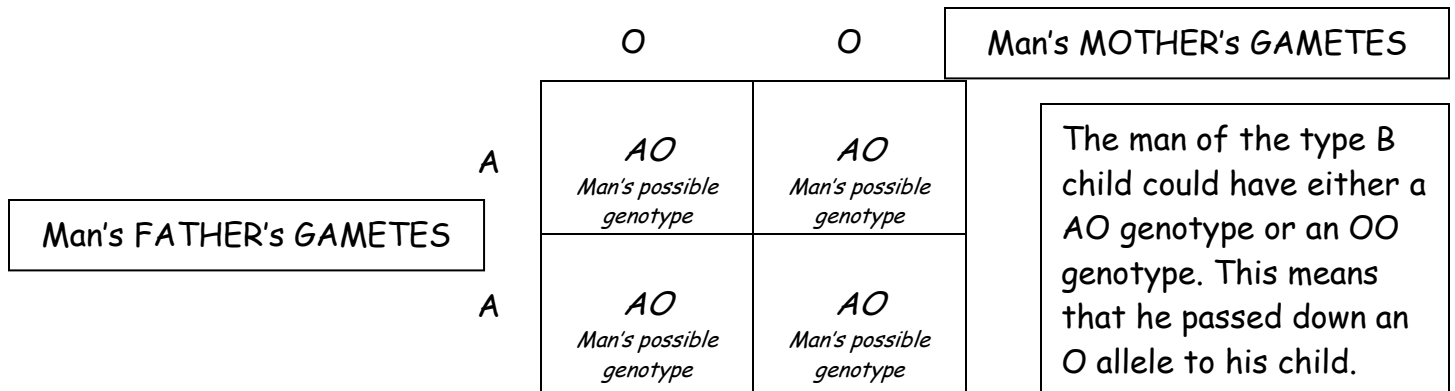 O O Man's MOTHER's GAMETES
A
AO AO
Man's possible Man's possible
genotype genotype
Man's FATHER's GAMETES
A
AO AO
Man's possible Man's possible
genotype genotype
The man of the type B
child could have either a
AO genotype or an OO
genotype. This means
that he passed down an
O allele to his child.